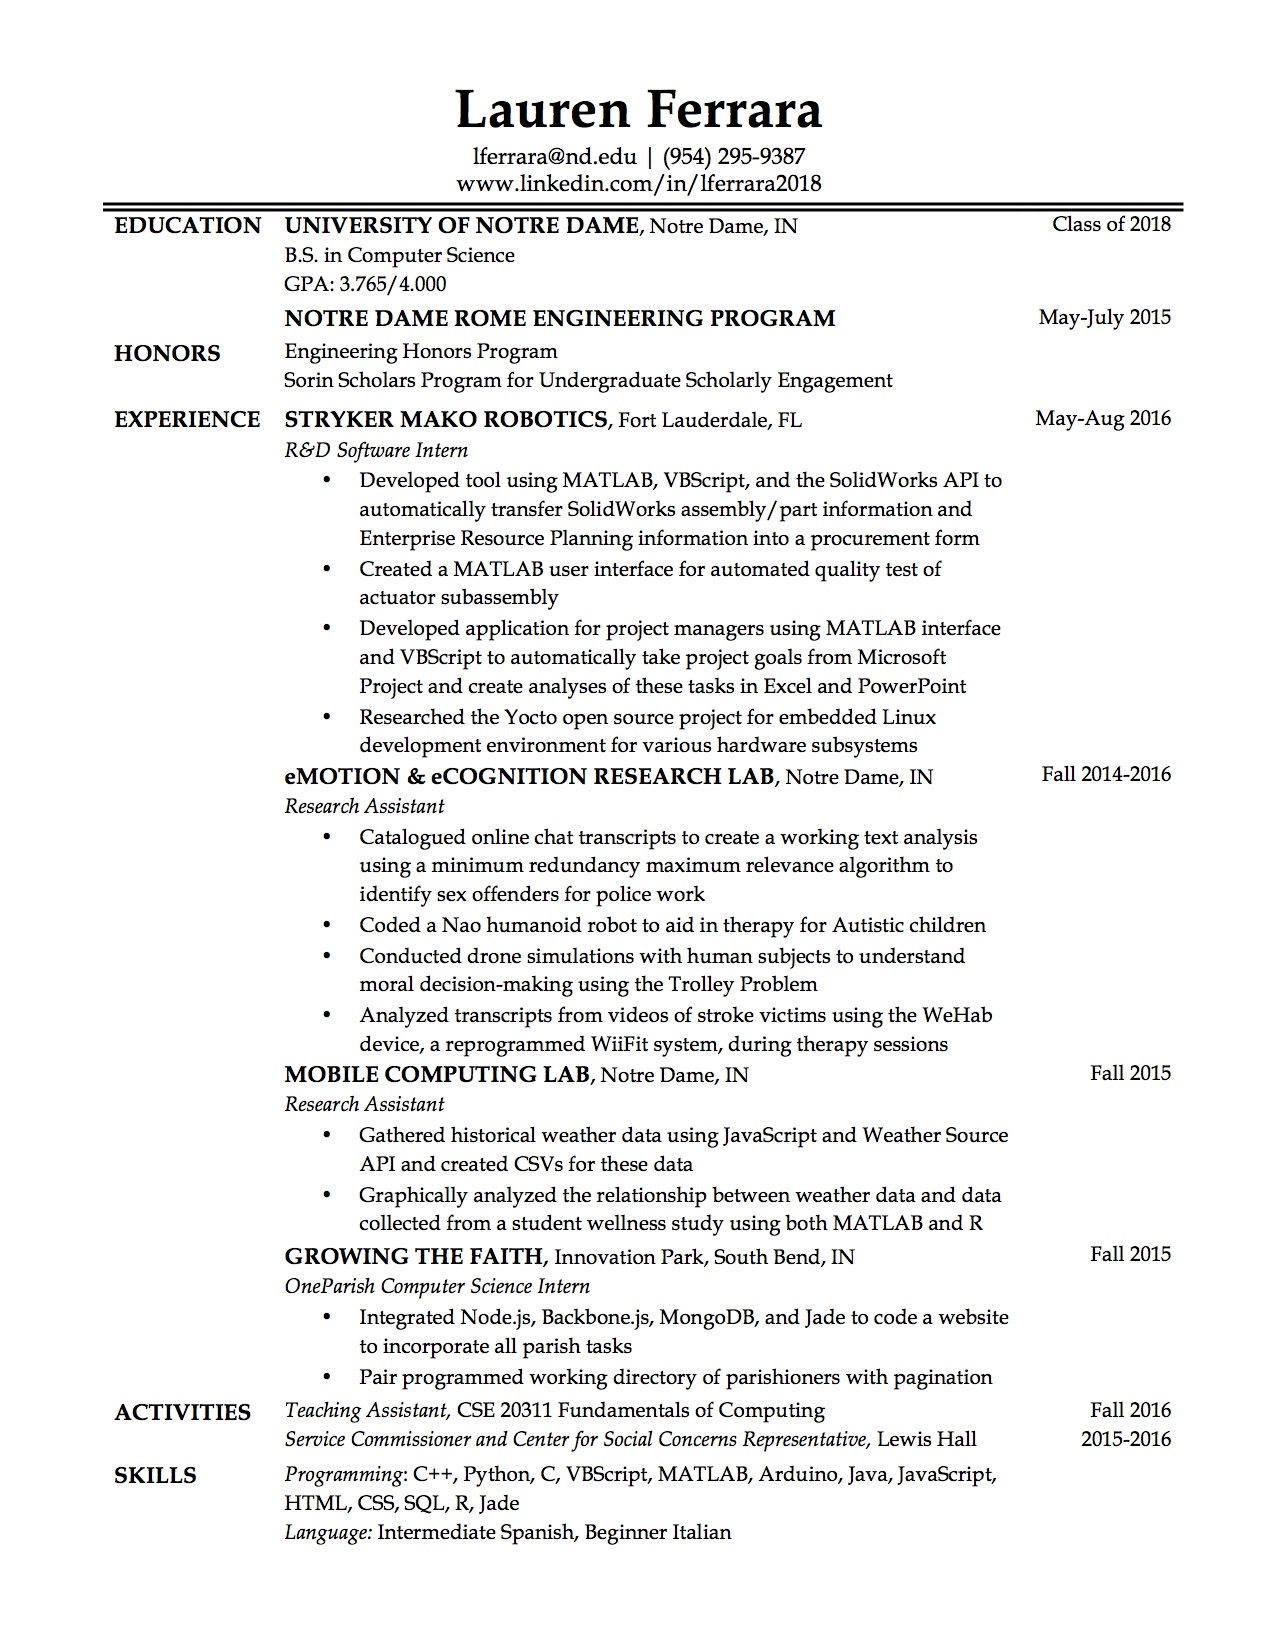 Lauren Ferrara
lferrara@nd.edu | (954) 295-9387
www.linkedin.com/in/lferrara2018
EDUCATION UNIVERSITY OF NOTRE DAME, Notre Dame, IN Class of 2018
B.S. in Computer Science
GPA: 3.765/4.000
NOTRE DAME ROME ENGINEERING PROGRAM May-July 2015
HONORS Engineering Honors Program
Sorin Scholars Program for Undergraduate Scholarly Engagement
EXPERIENCE STRYKER MAKO ROBOTICS, Fort Lauderdale, FL May-Aug 2016
R&D Software Intern
• Developed tool using MATLAB, VBScript, and the SolidWorks API to
automatically transfer SolidWorks assembly/part information and
Enterprise Resource Planning information into a procurement form
• Created a MATLAB user interface for automated quality test of
actuator subassembly
• Developed application for project managers using MATLAB interface
and VBScript to automatically take project goals from Microsoft
Project and create analyses of these tasks in Excel and PowerPoint
• Researched the Yocto open source project for embedded Linux
development environment for various hardware subsystems
eMOTION & eCOGNITION RESEARCH LAB, Notre Dame, IN Fall 2014-2016
Research Assistant
• Catalogued online chat transcripts to create a working text analysis
using a minimum redundancy maximum relevance algorithm to
identify sex offenders for police work
• Coded a Nao humanoid robot to aid in therapy for Autistic children
• Conducted drone simulations with human subjects to understand
moral decision-making using the Trolley Problem
• Analyzed transcripts from videos of stroke victims using the WeHab
device, a reprogrammed WiiFit system, during therapy sessions
MOBILE COMPUTING LAB, Notre Dame, IN Fall 2015
Research Assistant
• Gathered historical weather data using JavaScript and Weather Source
API and created CSVs for these data
• Graphically analyzed the relationship between weather data and data
collected from a student wellness study using both MATLAB and R
GROWING THE FAITH, Innovation Park, South Bend, IN Fall 2015
OneParish Computer Science Intern
• Integrated Node.js, Backbone.js, MongoDB, and Jade to code a website
to incorporate all parish tasks
• Pair programmed working directory of parishioners with pagination
ACTIVITIES Teaching Assistant, CSE 20311 Fundamentals of Computing Fall 2016
Service Commissioner and Center for Social Concerns Representative, Lewis Hall 2015-2016
SKILLS Programming: C++, Python, C, VBScript, MATLAB, Arduino, Java, JavaScript,
HTML, CSS, SQL, R, Jade
Language: Intermediate Spanish, Beginner Italian